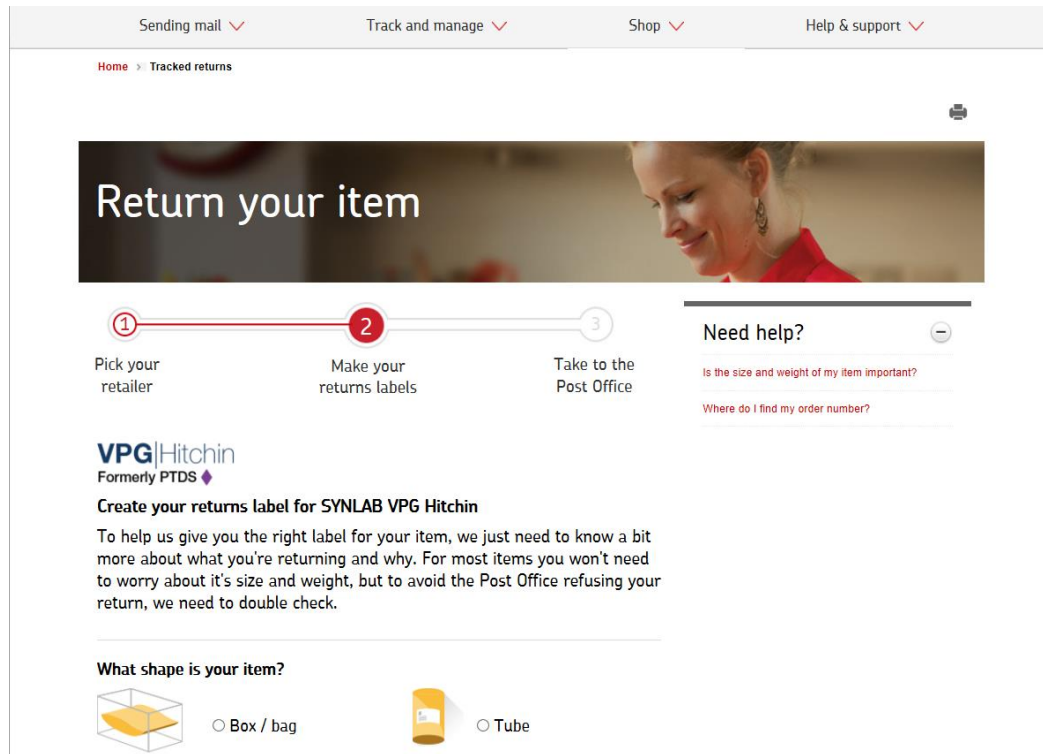 Sending mail Track and manage Shop Help & support
Home > Tracked returns
Return your item
1 2 3
Pick your retailer
Make your returns labels
Take to the Post Office
Need help?
Is the size and weight of my item important?
Where do I find my order number?
VPG|Hitchin
Formerly PTDS
Create your returns label for SYNLAB VPG Hitchin
To help us give you the right label for your item, we just need to know a bit
more about what you're returning and why. For most items you won't need
to worry about it's size and weight, but to avoid the Post Office refusing your
return, we need to double check.
What shape is your item?
Box / bag Tube